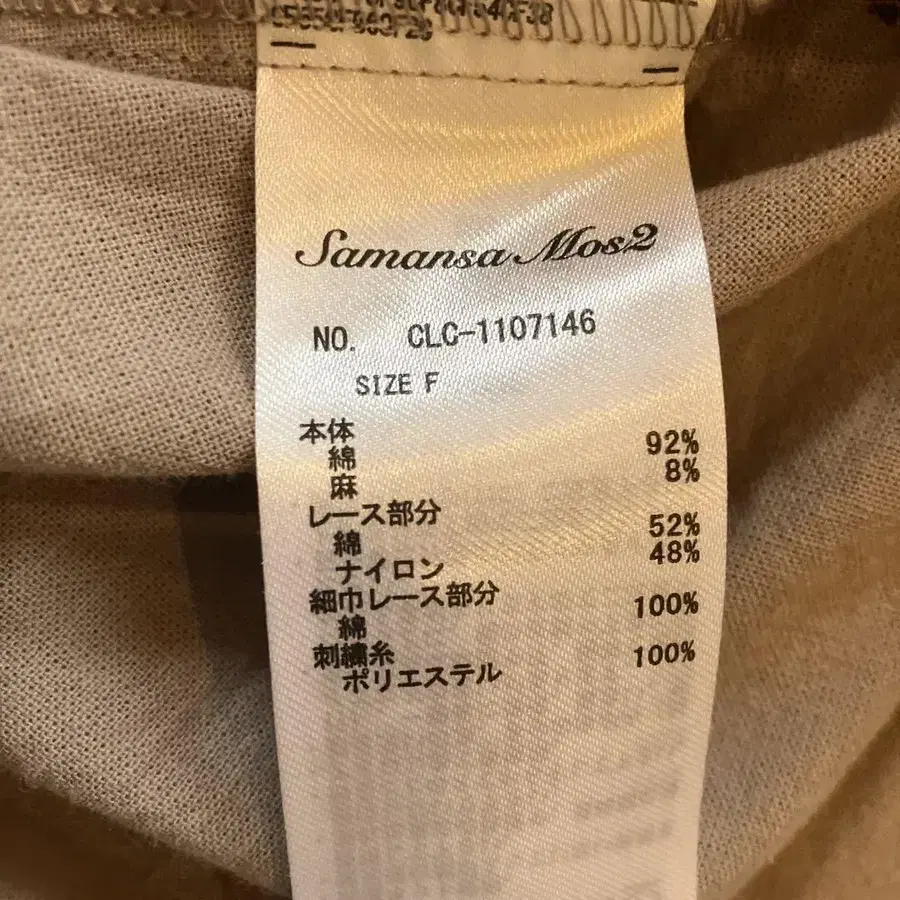 Samansa Mos2
NO. CLC-1107146
SIZE F
本体
綿 92%
麻 8%
レース部分
綿 52%
ナイロン 48%
細巾レース部分
綿 100%
刺繍糸
ポリエステル 100%